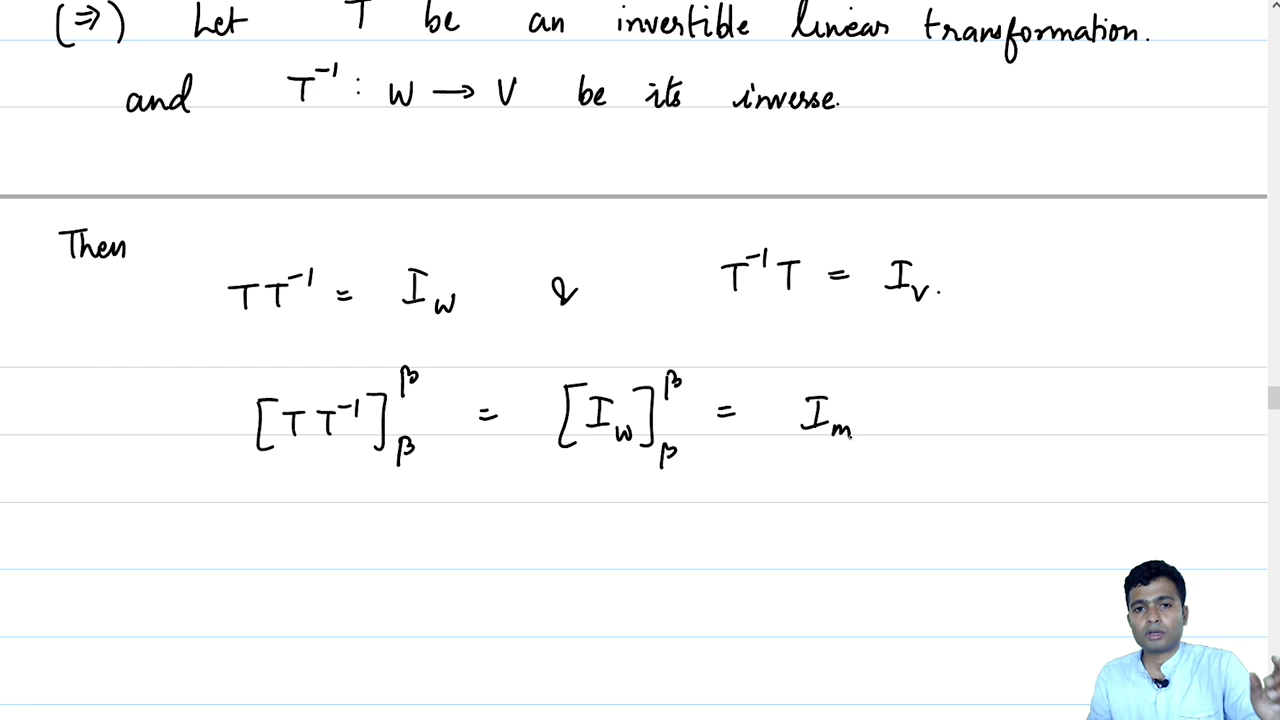 (⇒) Let T be an invertible linear transformation.
and T⁻¹ : W → V be its inverse.
Then
TT⁻¹ = I_W & T⁻¹T = I_V.
[TT⁻¹]_β^β = [I_W]_β^β = I_m